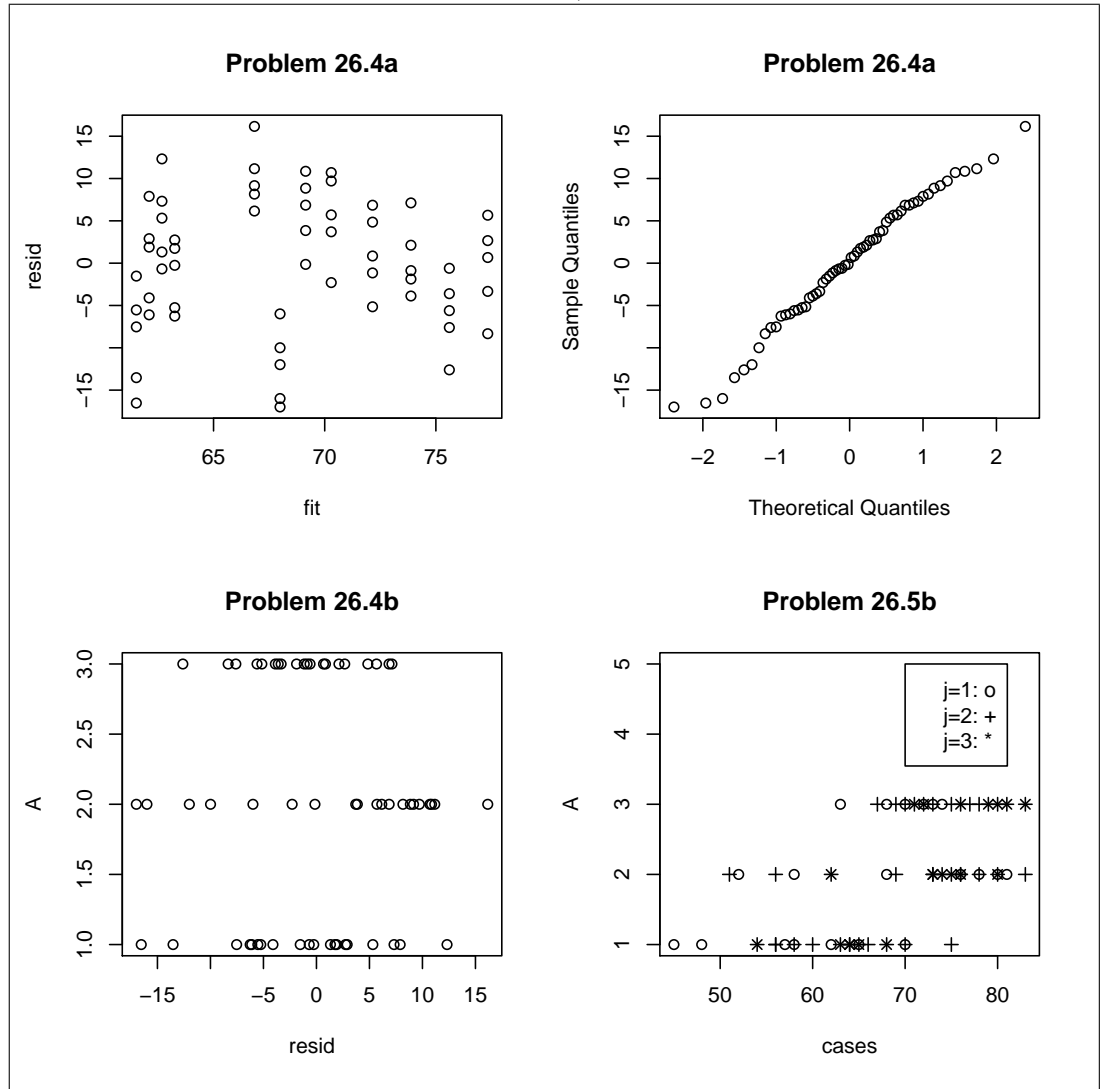 Problem 26.4a
resid
15
10
5
0
−5
−15
65 70 75
fit
Problem 26.4a
Sample Quantiles
15
10
5
0
−5
−15
−2 −1 0 1 2
Theoretical Quantiles
Problem 26.4b
A
3.0
2.5
2.0
1.5
1.0
−15 −5 0 5 10 15
resid
Problem 26.5b
A
5
4
3
2
1
j=1: o
j=2: +
j=3: *
50 60 70 80
cases